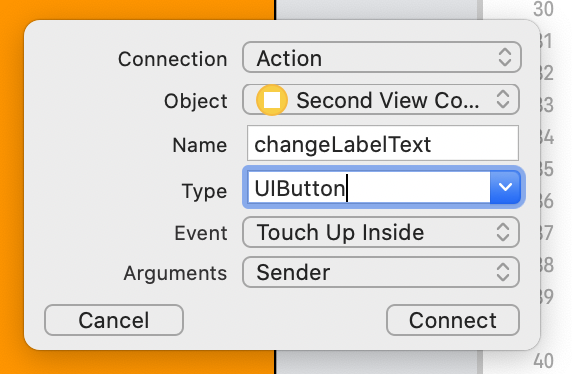 30
Connection Action
31
32
Object Second View Co...
33
Name changeLabelText
34
35
Type UIButton
36
Event Touch Up Inside
37
Arguments Sender
38
39
Cancel Connect
40